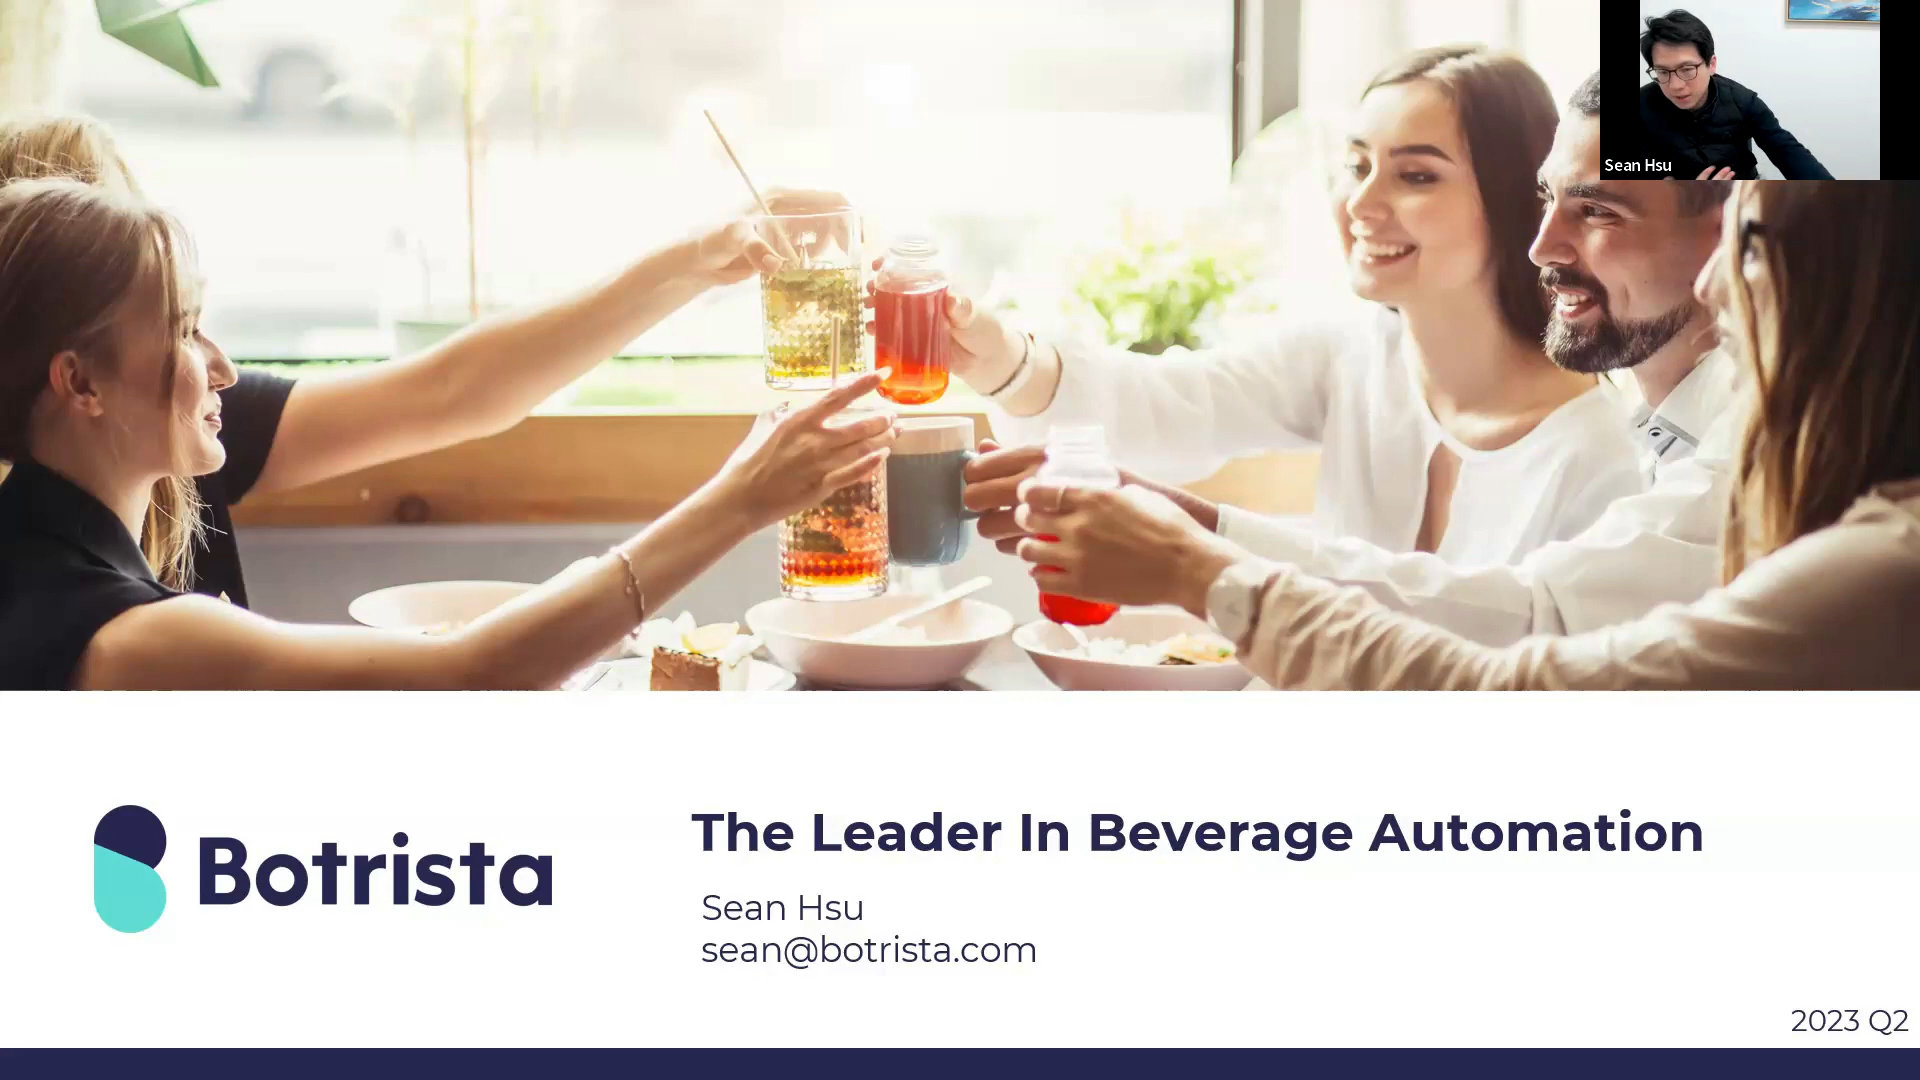 Sean Hsu
Botrista
The Leader In Beverage Automation
Sean Hsu
sean@botrista.com
2023 Q2